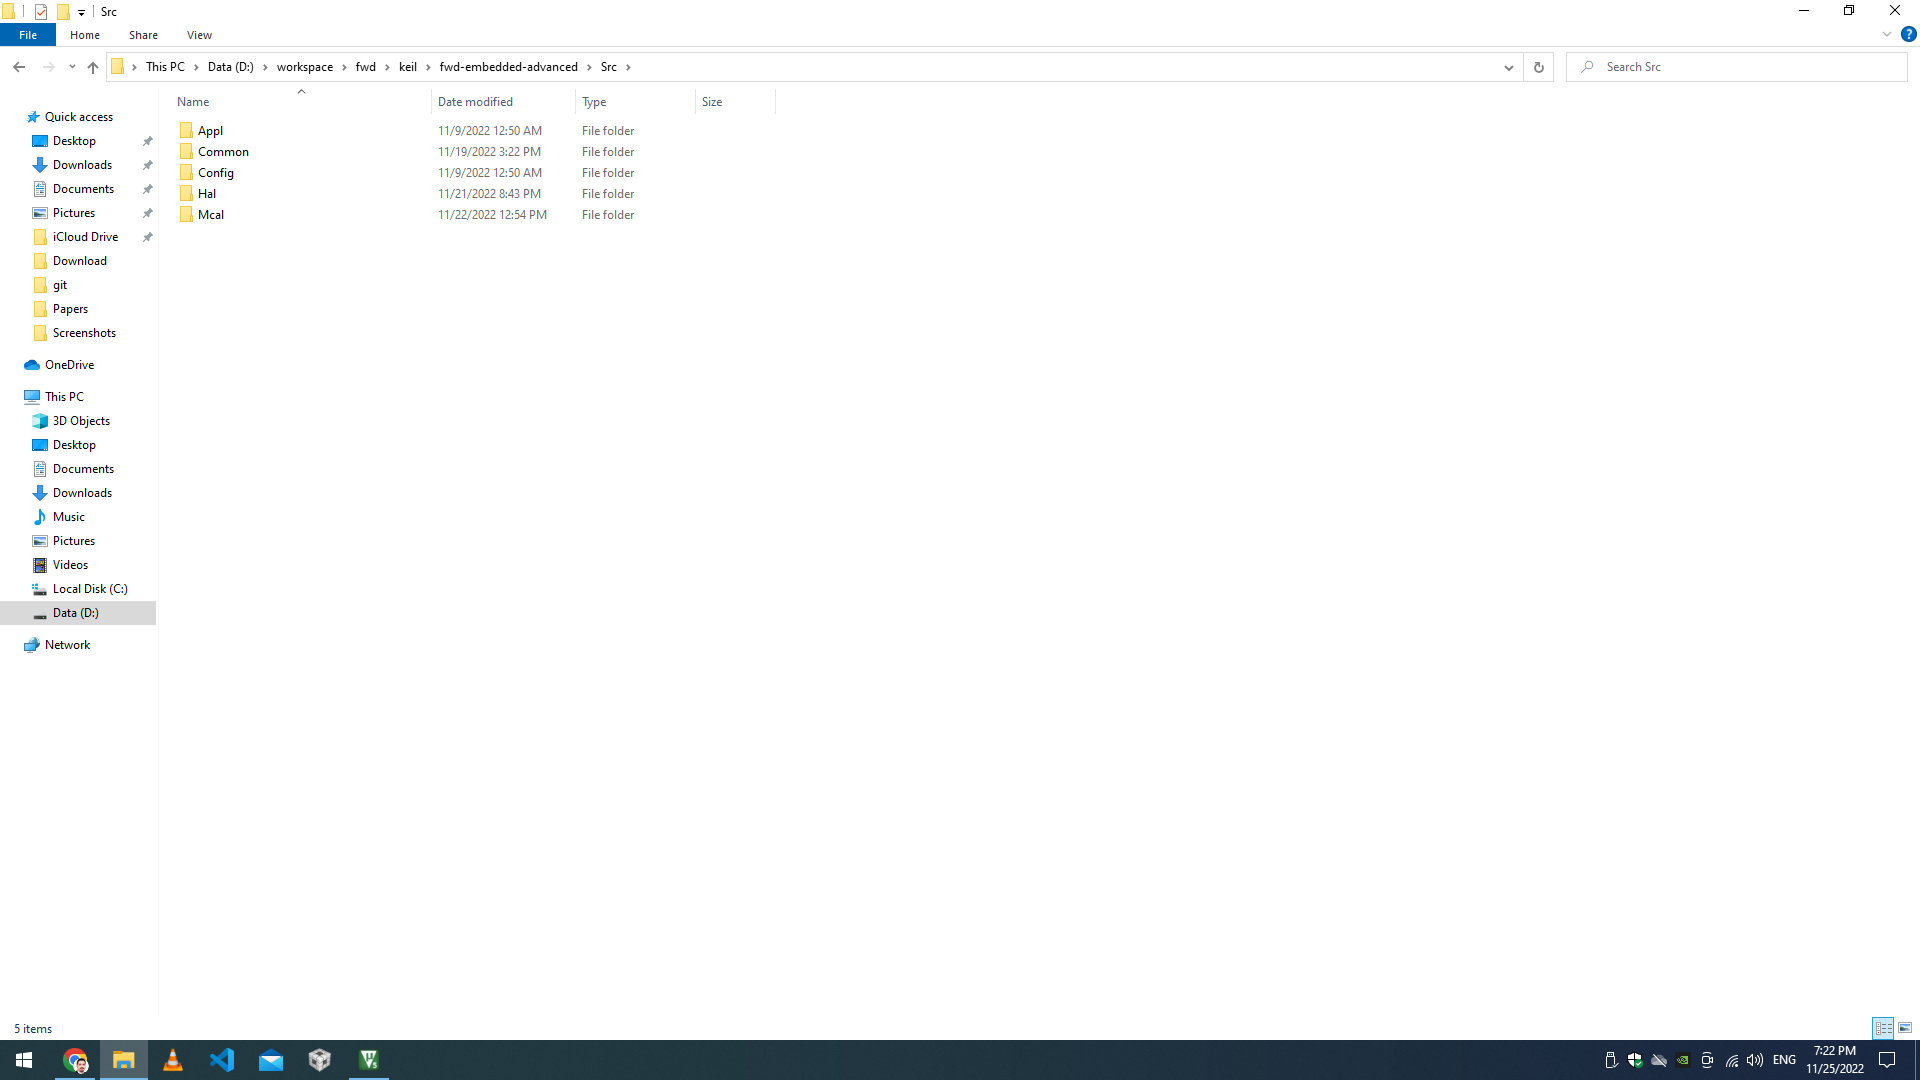 Src
File Home Share View
This PC Data (D:) workspace fwd keil fwd-embedded-advanced Src
Search Src
Name Date modified Type Size
Appl 11/9/2022 12:50 AM File folder
Common 11/19/2022 3:22 PM File folder
Config 11/9/2022 12:50 AM File folder
Hal 11/21/2022 8:43 PM File folder
Mcal 11/22/2022 12:54 PM File folder
Quick access
Desktop
Downloads
Documents
Pictures
iCloud Drive
Download
git
Papers
Screenshots
OneDrive
This PC
3D Objects
Desktop
Documents
Downloads
Music
Pictures
Videos
Local Disk (C:)
Data (D:)
Network
5 items
ENG
7:22 PM
11/25/2022